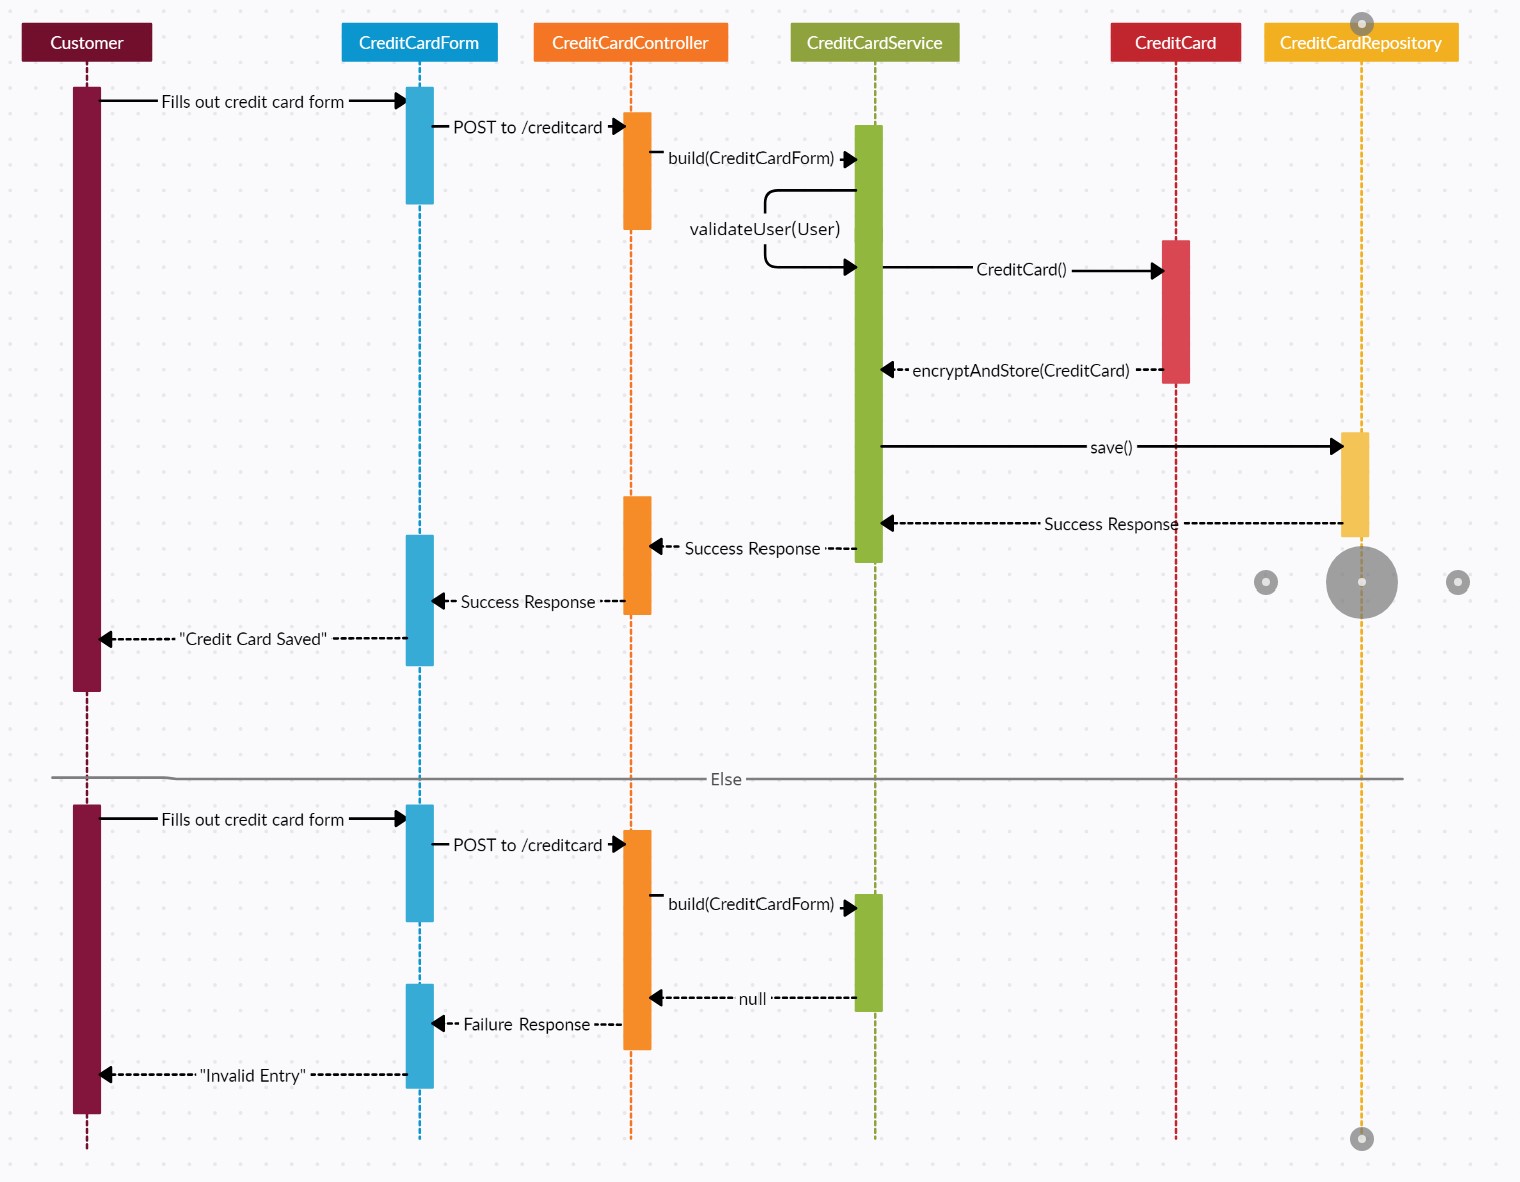 Customer
CreditCardForm
CreditCardController
CreditCardService
CreditCard
CreditCardRepository
Fills out credit card form
POST to /creditcard
build(CreditCardForm)
validateUser(User)
CreditCard()
encryptAndStore(CreditCard)
save()
Success Response
Success Response
Success Response
"Credit Card Saved"
Else
Fills out credit card form
POST to /creditcard
build(CreditCardForm)
null
Failure Response
"Invalid Entry"